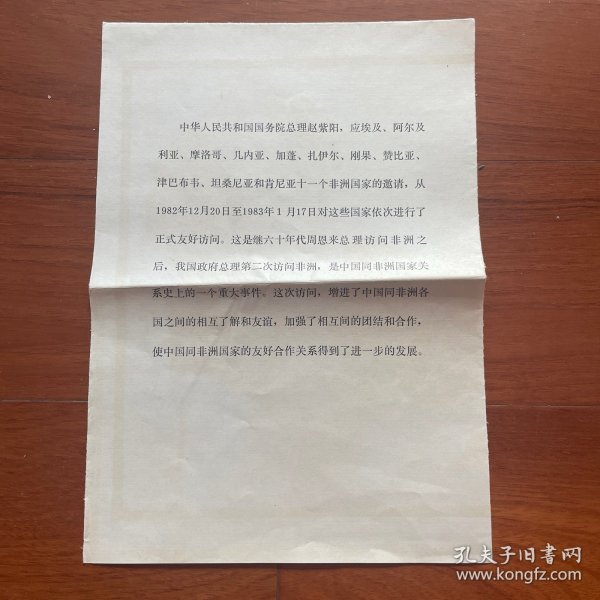 中华人民共和国国务院总理赵紫阳，应埃及、阿尔及
利亚、摩洛哥、几内亚、加蓬、扎伊尔、刚果、赞比亚、
津巴布韦、坦桑尼亚和肯尼亚十一个非洲国家的邀请，从
1982年12月20日至1983年1月17日对这些国家依次进行了
正式友好访问。这是继六十年代周恩来总理访问非洲之
后，我国政府总理第二次访问非洲，是中国同非洲国家关
系史上的一个重大事件。这次访问，增进了中国同非洲各
国之间的相互了解和友谊，加强了相互间的团结和合作，
使中国同非洲国家的友好合作关系得到了进一步的发展。
孔夫子旧书网
www.kongfz.com